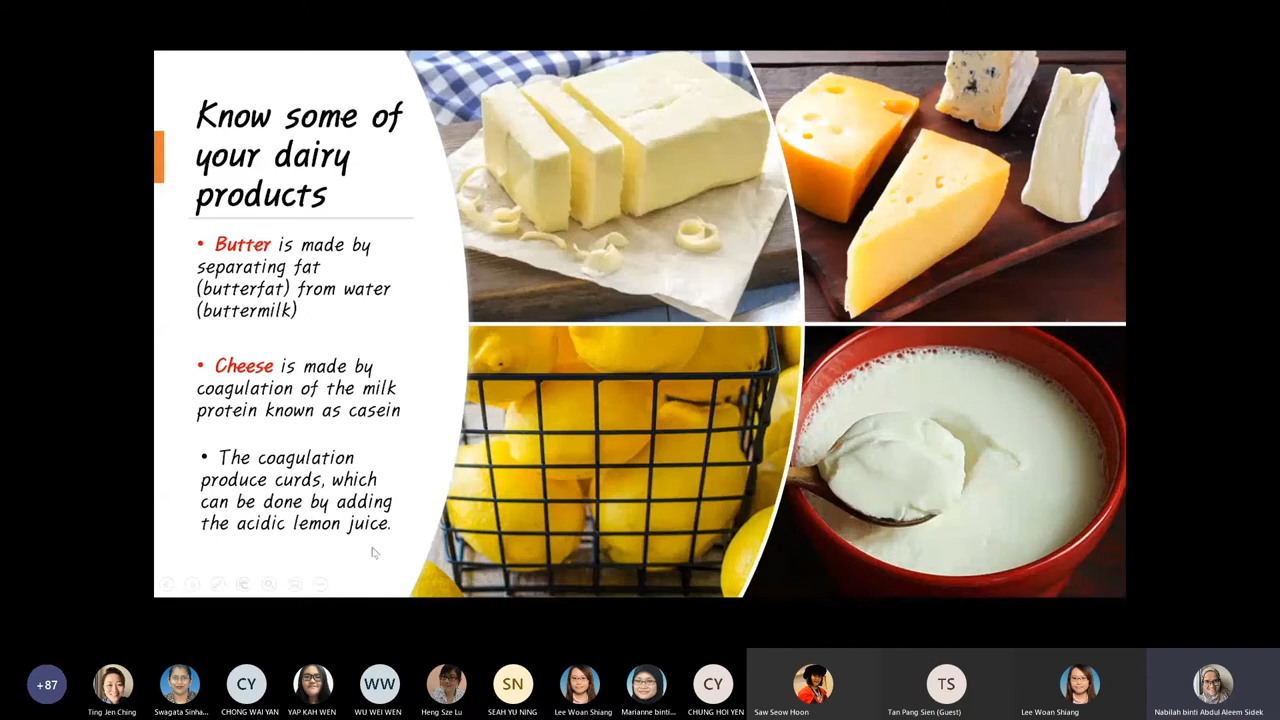 Know some of
your dairy
products
• Butter is made by
separating fat
(butterfat) from water
(buttermilk)
• Cheese is made by
coagulation of the milk
protein known as casein
• The coagulation
produce curds, which
can be done by adding
the acidic lemon juice.
+87
CY
WW
SN
CY
TS
Ting Jen Ching
Swagata Sinha...
CHONG WAI YAN
YAP KAH WEN
WU WEI WEN
Heng Sze Lu
SEAH YU NING
Lee Woan Shiang
Marianne binti...
CHUNG HOI YEN
Saw Seow Hoon
Tan Pang Sien (Guest)
Lee Woan Shiang
Nabilah binti Abdul Aleem Sidek